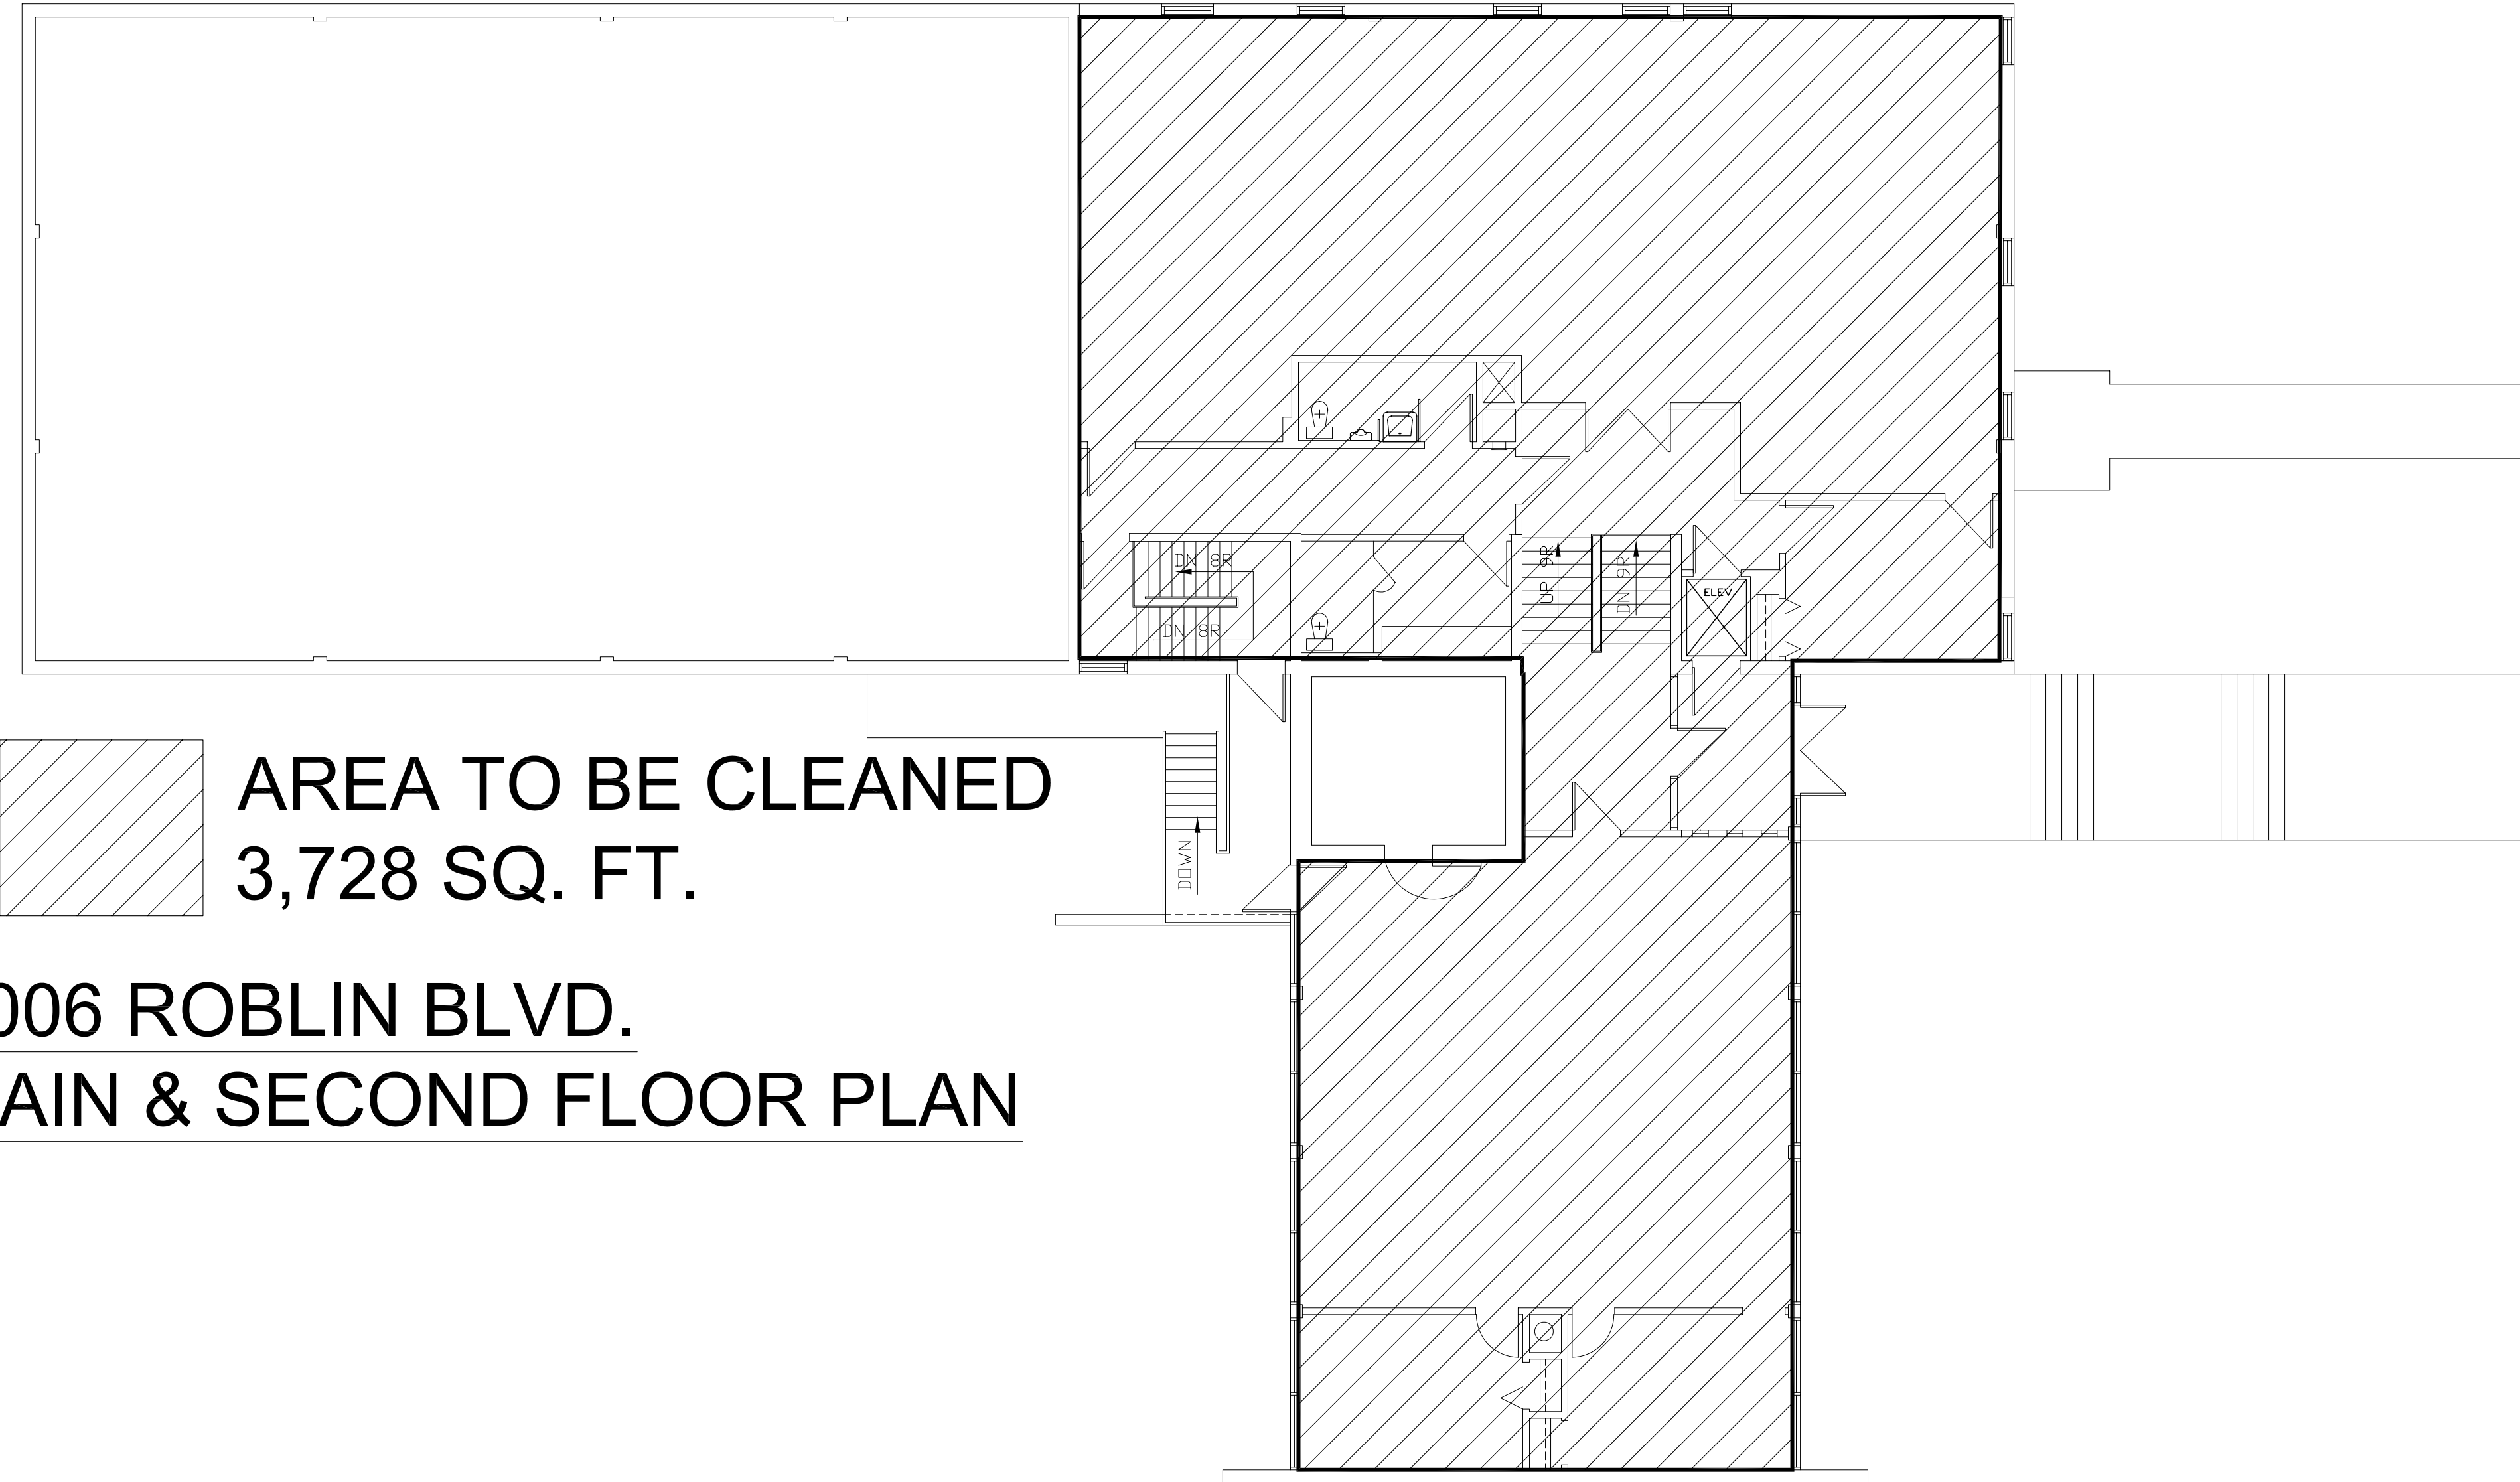 DN 8R
DN 8R
UP 9R
DN 9R
ELEV.
DOWN
AREA TO BE CLEANED
3,728 SQ. FT.
006 ROBLIN BLVD.
AIN & SECOND FLOOR PLAN